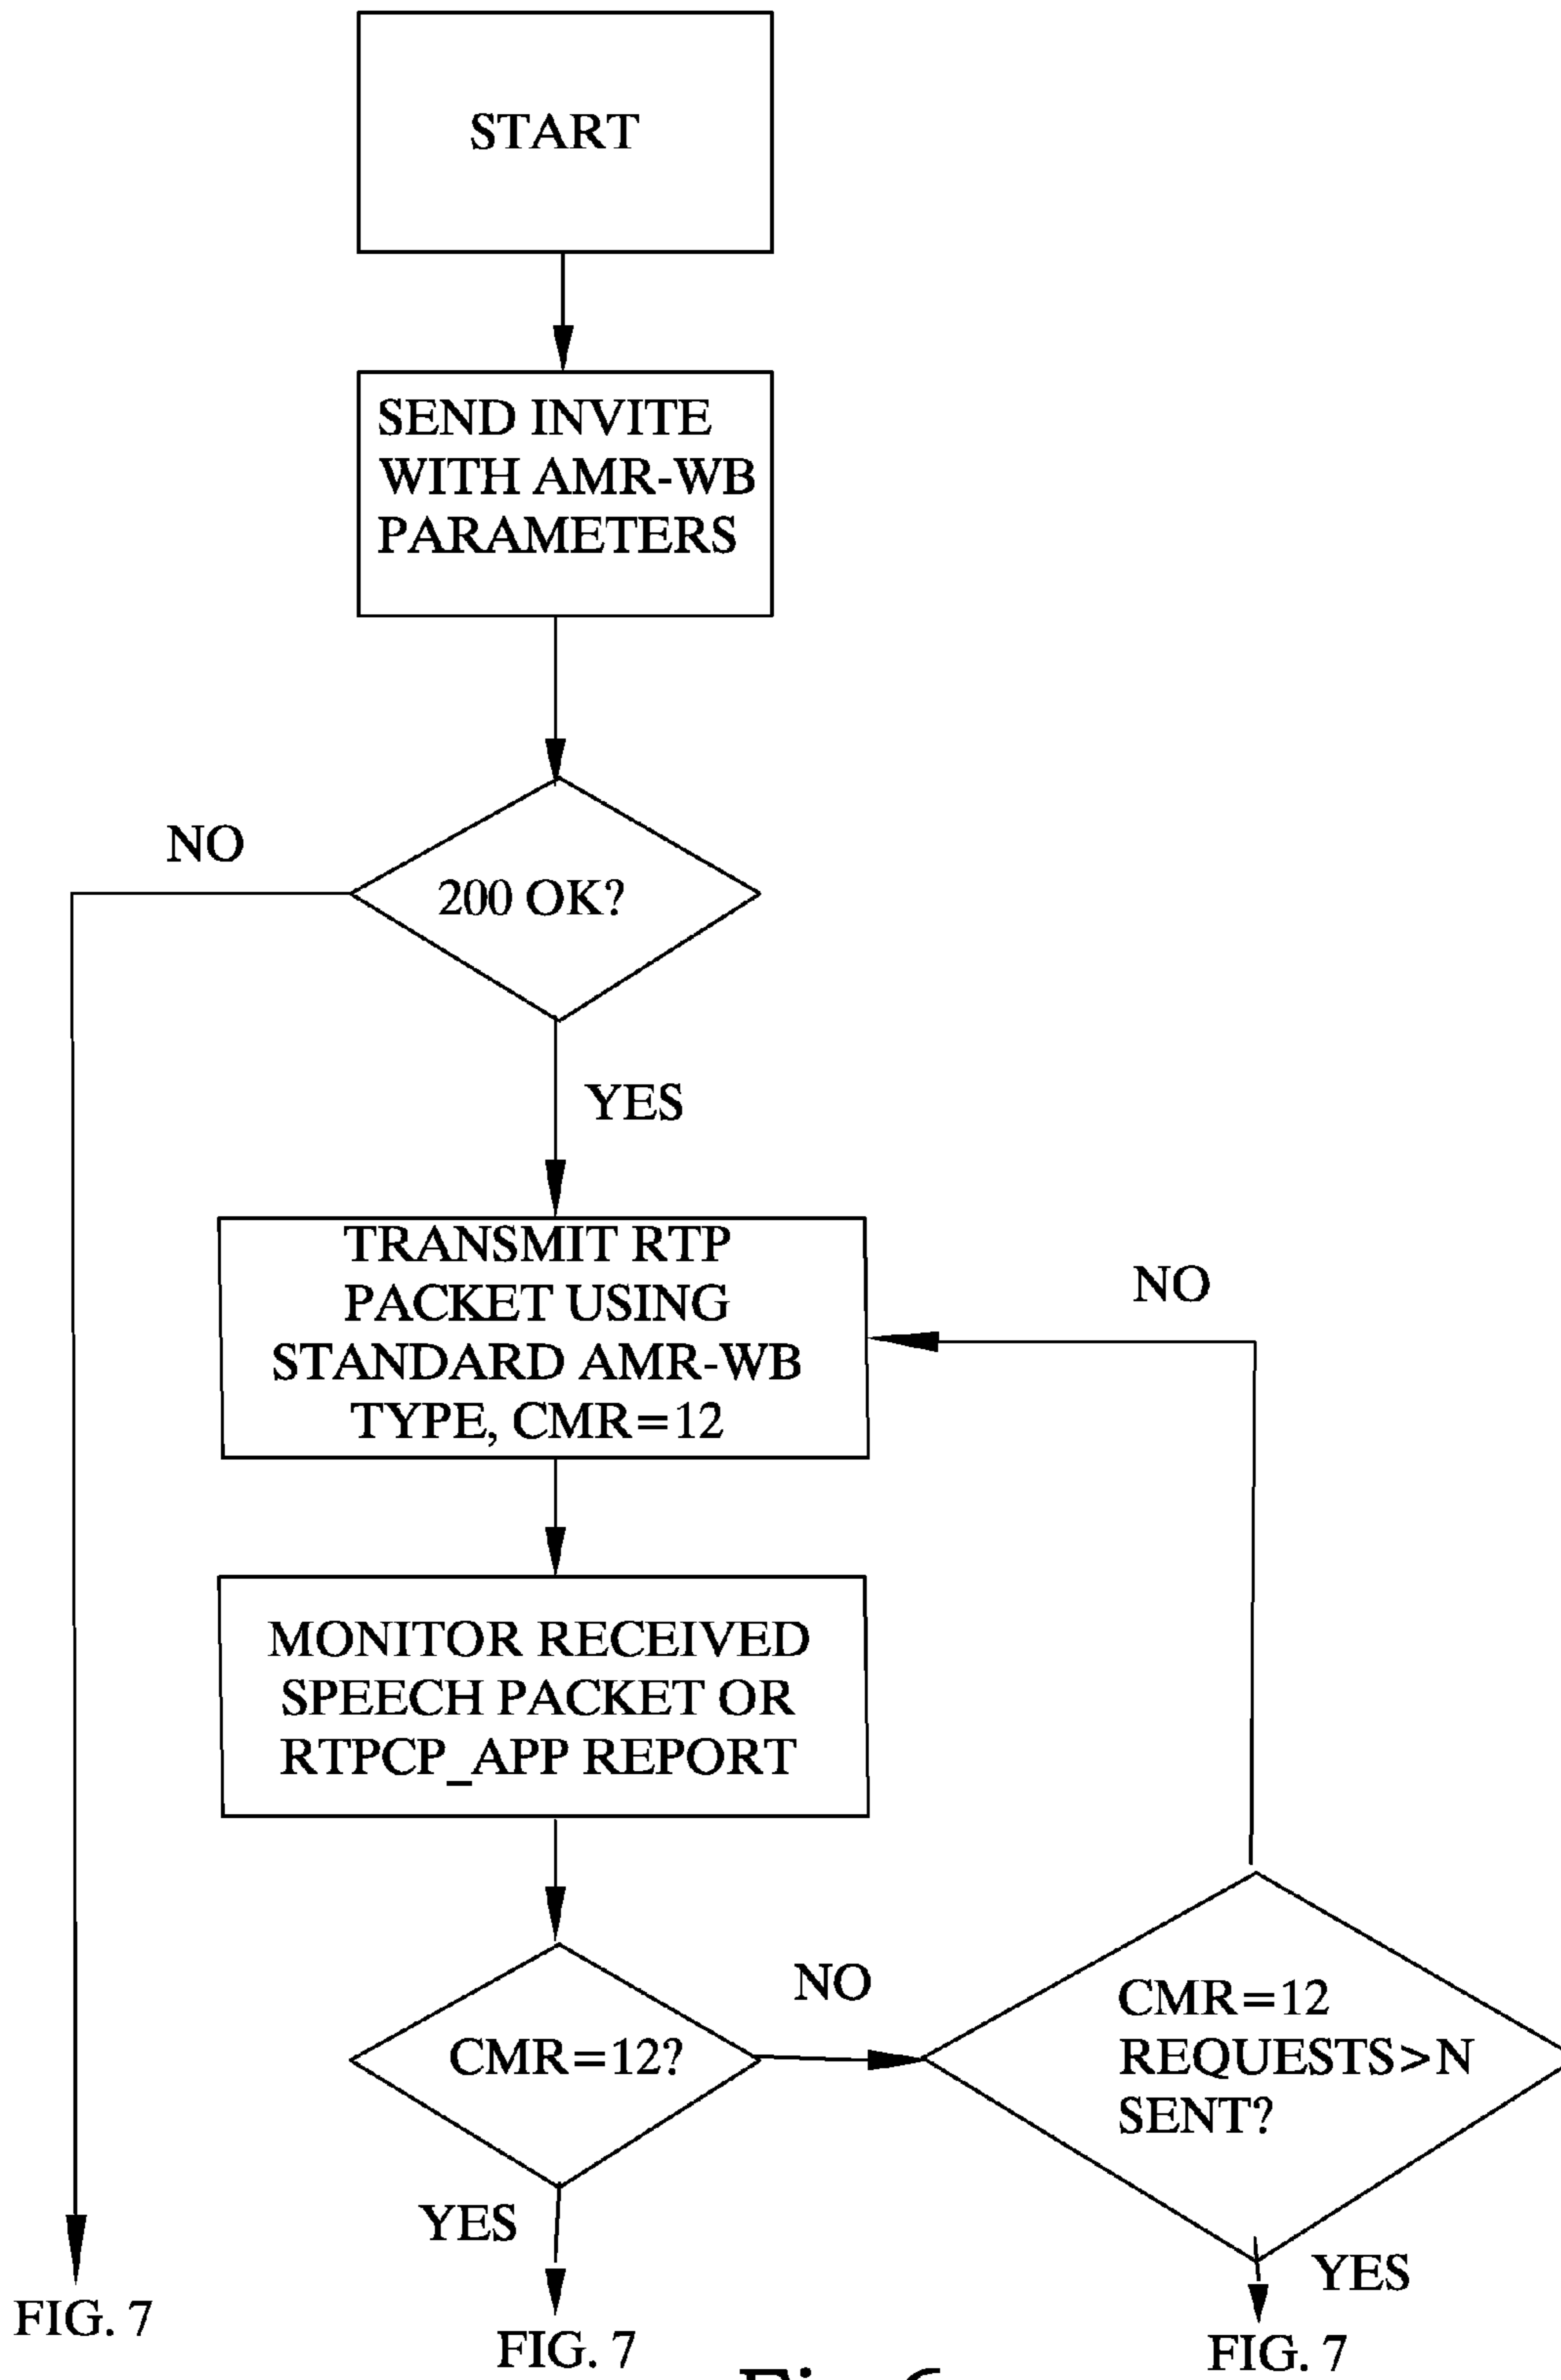 START
SEND INVITE
WITH AMR-WB
PARAMETERS
NO
200 OK?
YES
TRANSMIT RTP
PACKET USING
STANDARD AMR-WB
TYPE, CMR=12
NO
MONITOR RECEIVED
SPEECH PACKET OR
RTPCP_APP REPORT
CMR=12?
NO
CMR=12
REQUESTS>N
SENT?
YES
YES
FIG. 7
FIG. 7
FIG. 7